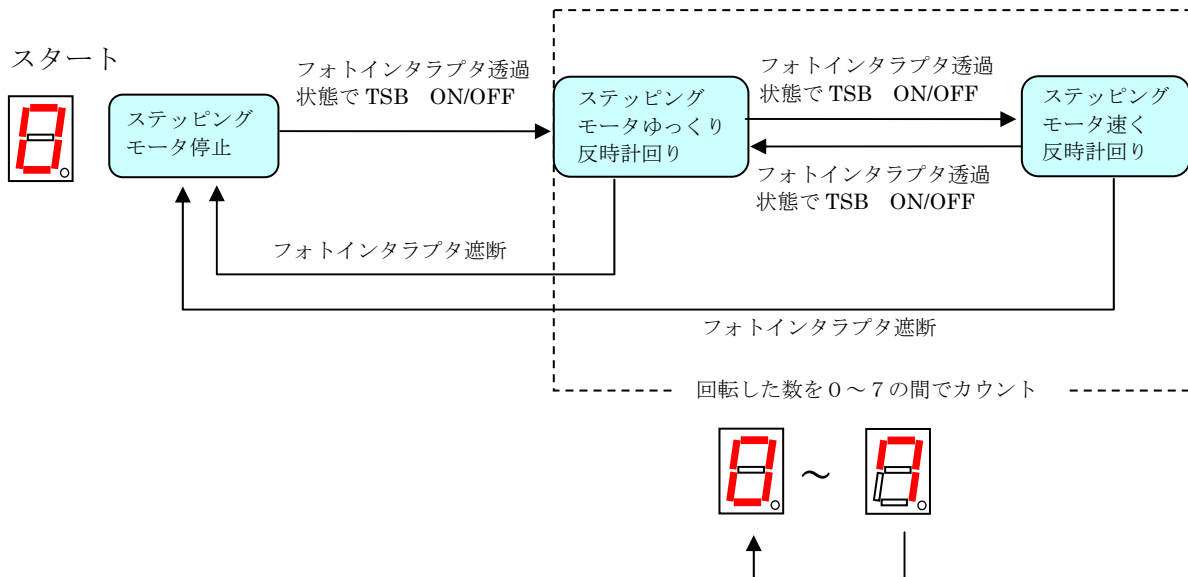 スタート
フォトインタラプタ透過
状態で TSB　ON/OFF
フォトインタラプタ透過
状態で TSB　ON/OFF
ステッピング
モータ停止
ステッピング
モータゆっくり
反時計回り
ステッピング
モータ速く
反時計回り
フォトインタラプタ透過
状態で TSB　ON/OFF
フォトインタラプタ遮断
フォトインタラプタ遮断
回転した数を０～７の間でカウント
～